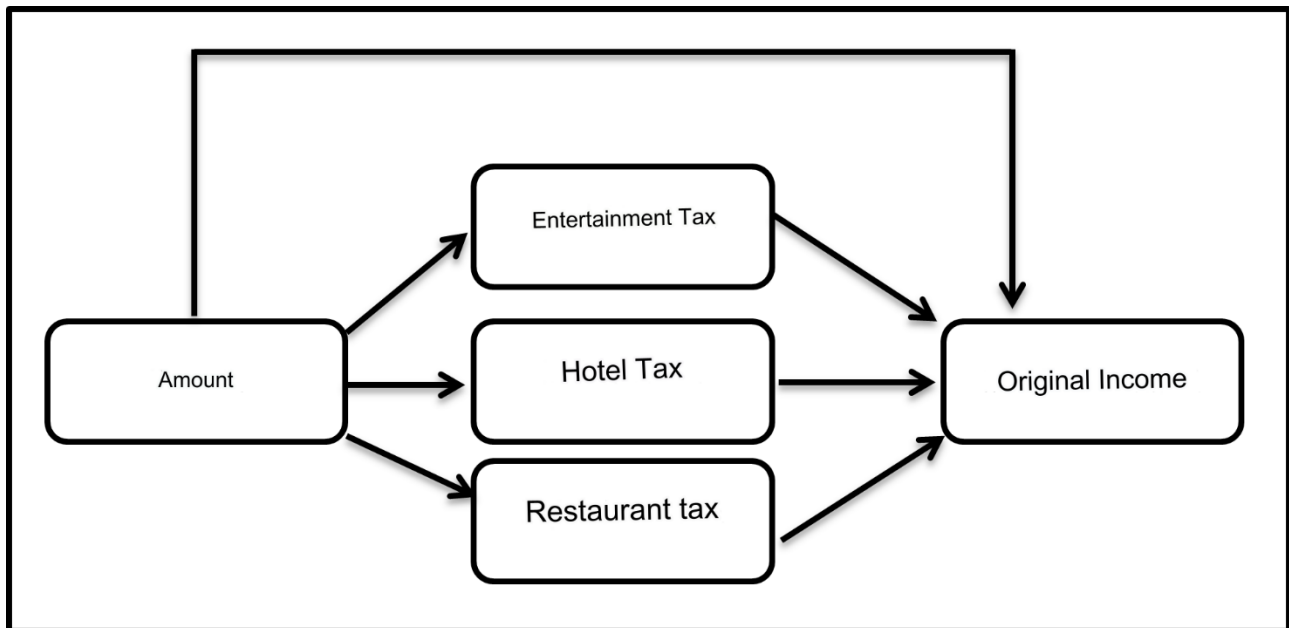 Entertainment Tax
Amount
Hotel Tax
Original Income
Restaurant tax